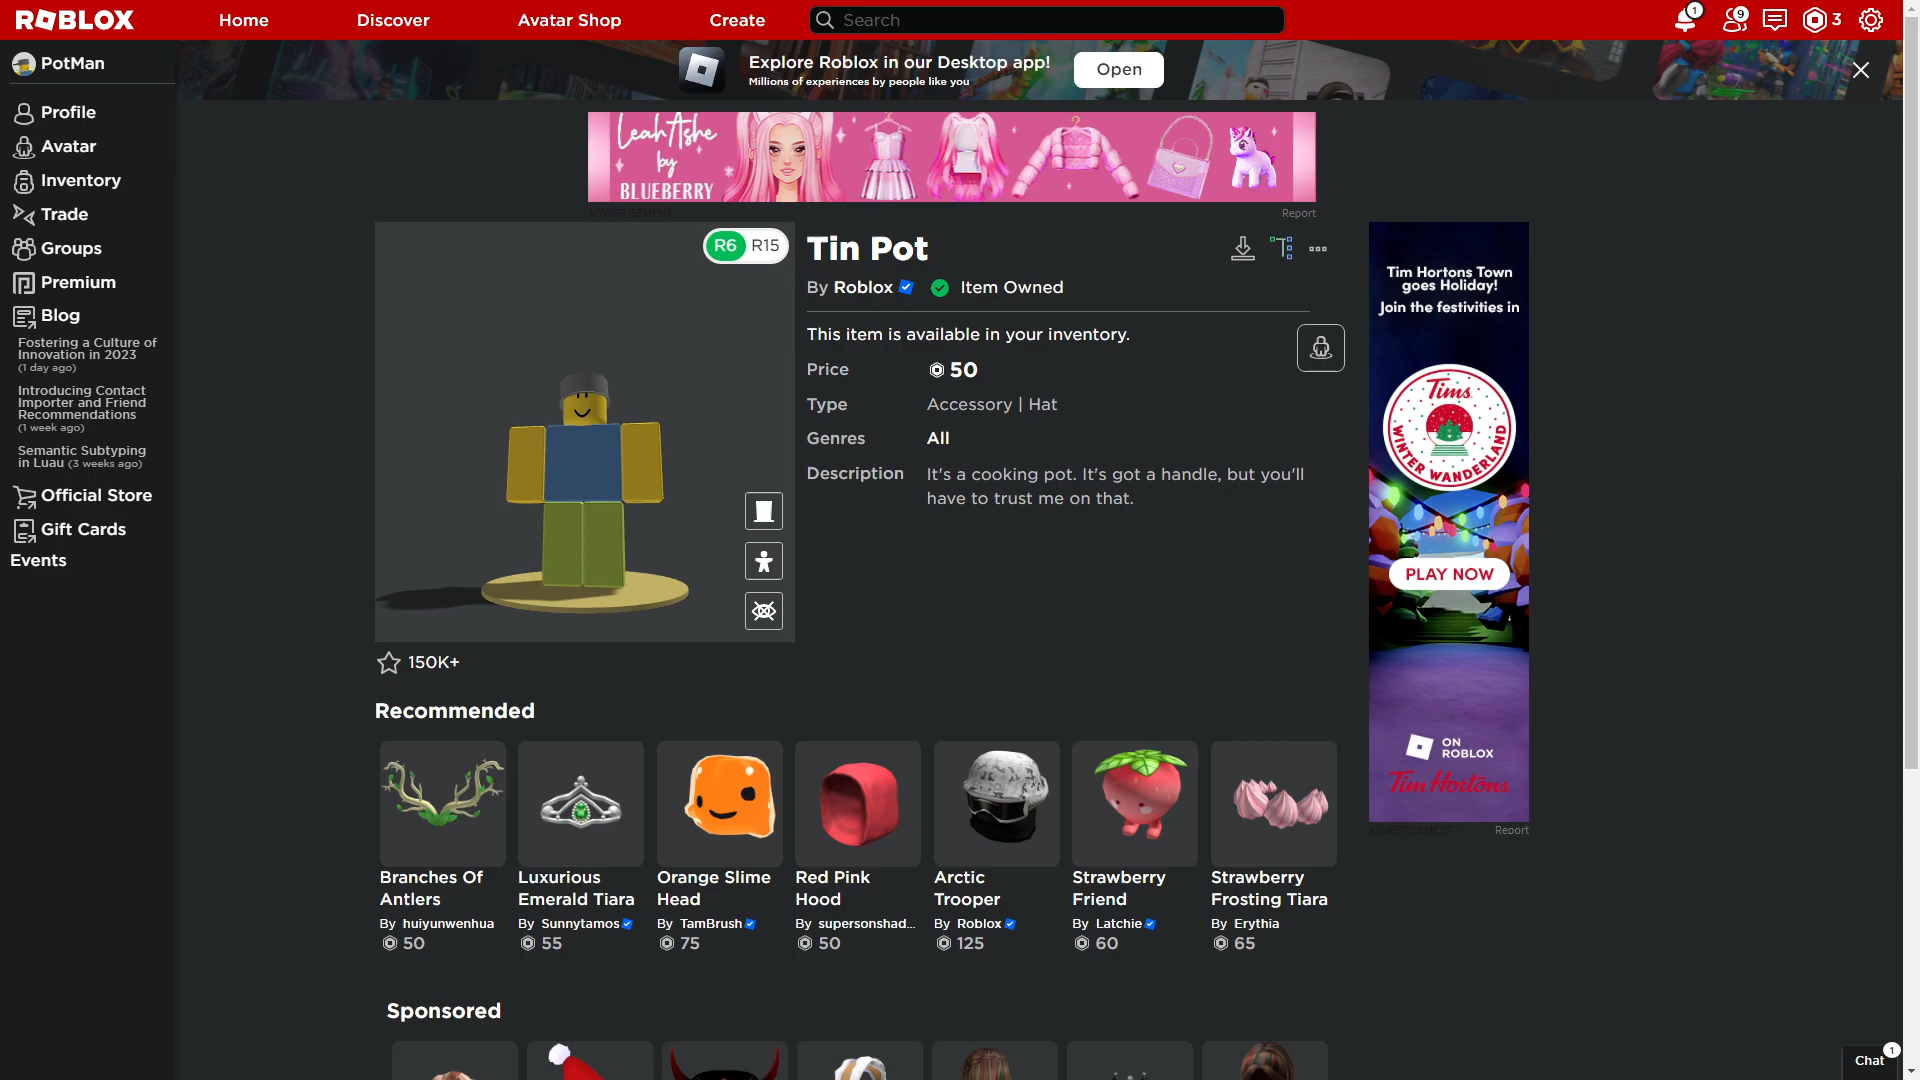 ROBLOX
Home
Discover
Avatar Shop
Create
Search
1
9
3
PotMan
Profile
Avatar
Inventory
Trade
Groups
Premium
Blog
Fostering a Culture of
Innovation in 2023
(1 day ago)
Introducing Contact
Importer and Friend
Recommendations
(1 week ago)
Semantic Subtyping
in Luau (3 weeks ago)
Official Store
Gift Cards
Events
Explore Roblox in our Desktop app!
Millions of experiences by people like you
Open
LeahAshe
by
BLUEBERRY
ADVERTISEMENT
Report
R6 R15
Tin Pot
By Roblox
Item Owned
This item is available in your inventory.
Price 50
Type Accessory | Hat
Genres All
Description It's a cooking pot. It's got a handle, but you'll
have to trust me on that.
150K+
Tim Hortons Town
goes Holiday!
Join the festivities in
Tims
WINTER WANDERLAND
PLAY NOW
ON
ROBLOX
Tim Hortons
ADVERTISEMENT
Report
Recommended
Branches Of
Antlers
By huiyunwenhua
50
Luxurious
Emerald Tiara
By Sunnytamos
55
Orange Slime
Head
By TamBrush
75
Red Pink
Hood
By supersonshad...
50
Arctic
Trooper
By Roblox
125
Strawberry
Friend
By Latchie
60
Strawberry
Frosting Tiara
By Erythia
65
Sponsored
Chat
1